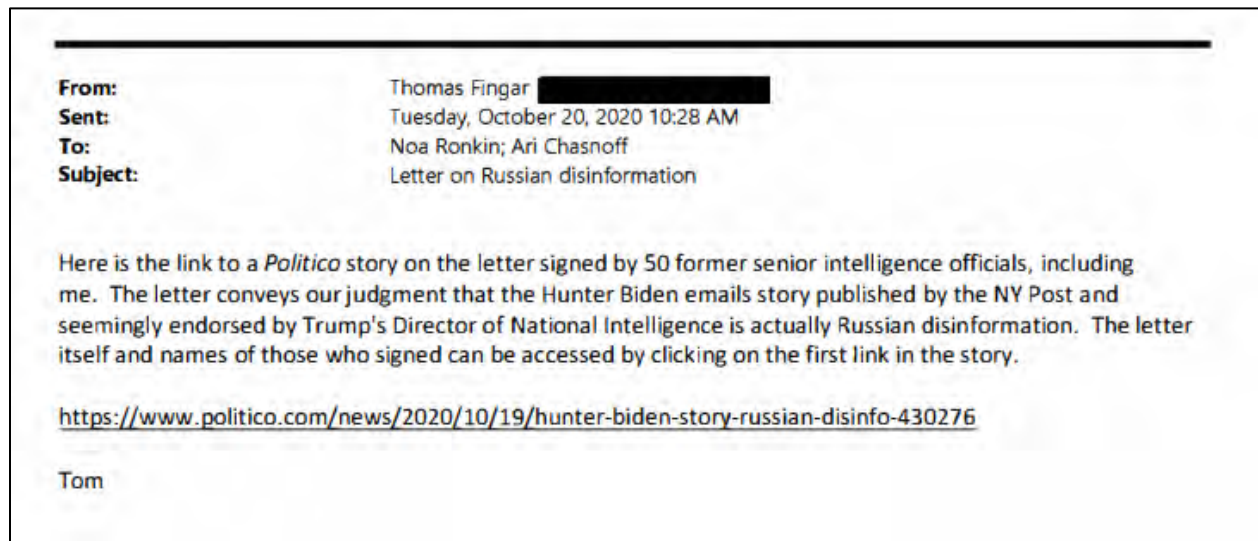 From: Thomas Fingar
Sent: Tuesday, October 20, 2020 10:28 AM
To: Noa Ronkin; Ari Chasnoff
Subject: Letter on Russian disinformation
Here is the link to a Politico story on the letter signed by 50 former senior intelligence officials, including
me. The letter conveys our judgment that the Hunter Biden emails story published by the NY Post and
seemingly endorsed by Trump's Director of National Intelligence is actually Russian disinformation. The letter
itself and names of those who signed can be accessed by clicking on the first link in the story.
https://www.politico.com/news/2020/10/19/hunter-biden-story-russian-disinfo-430276
Tom